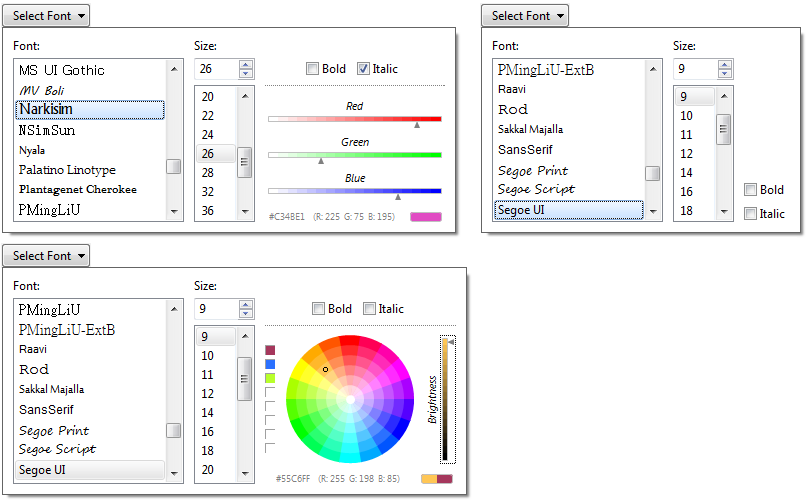 Select Font
Font:
Size:
MS UI Gothic
MV Boli
Narkisim
NSimSun
Nyala
Palatino Linotype
Plantagenet Cherokee
PMingLiU
26
20
22
24
26
28
32
36
Bold
Italic
Red
Green
Blue
#C34BE1 (R: 225 G: 75 B: 195)
Select Font
Font:
Size:
PMingLiU-ExtB
Raavi
Rod
Sakkal Majalla
SansSerif
Segoe Print
Segoe Script
Segoe UI
9
9
10
11
12
14
16
18
Bold
Italic
Select Font
Font:
Size:
PMingLiU
PMingLiU-ExtB
Raavi
Rod
Sakkal Majalla
SansSerif
Segoe Print
Segoe Script
Segoe UI
9
9
10
11
12
14
16
18
20
Bold
Italic
Brightness
#55C6FF (R: 255 G: 198 B: 85)